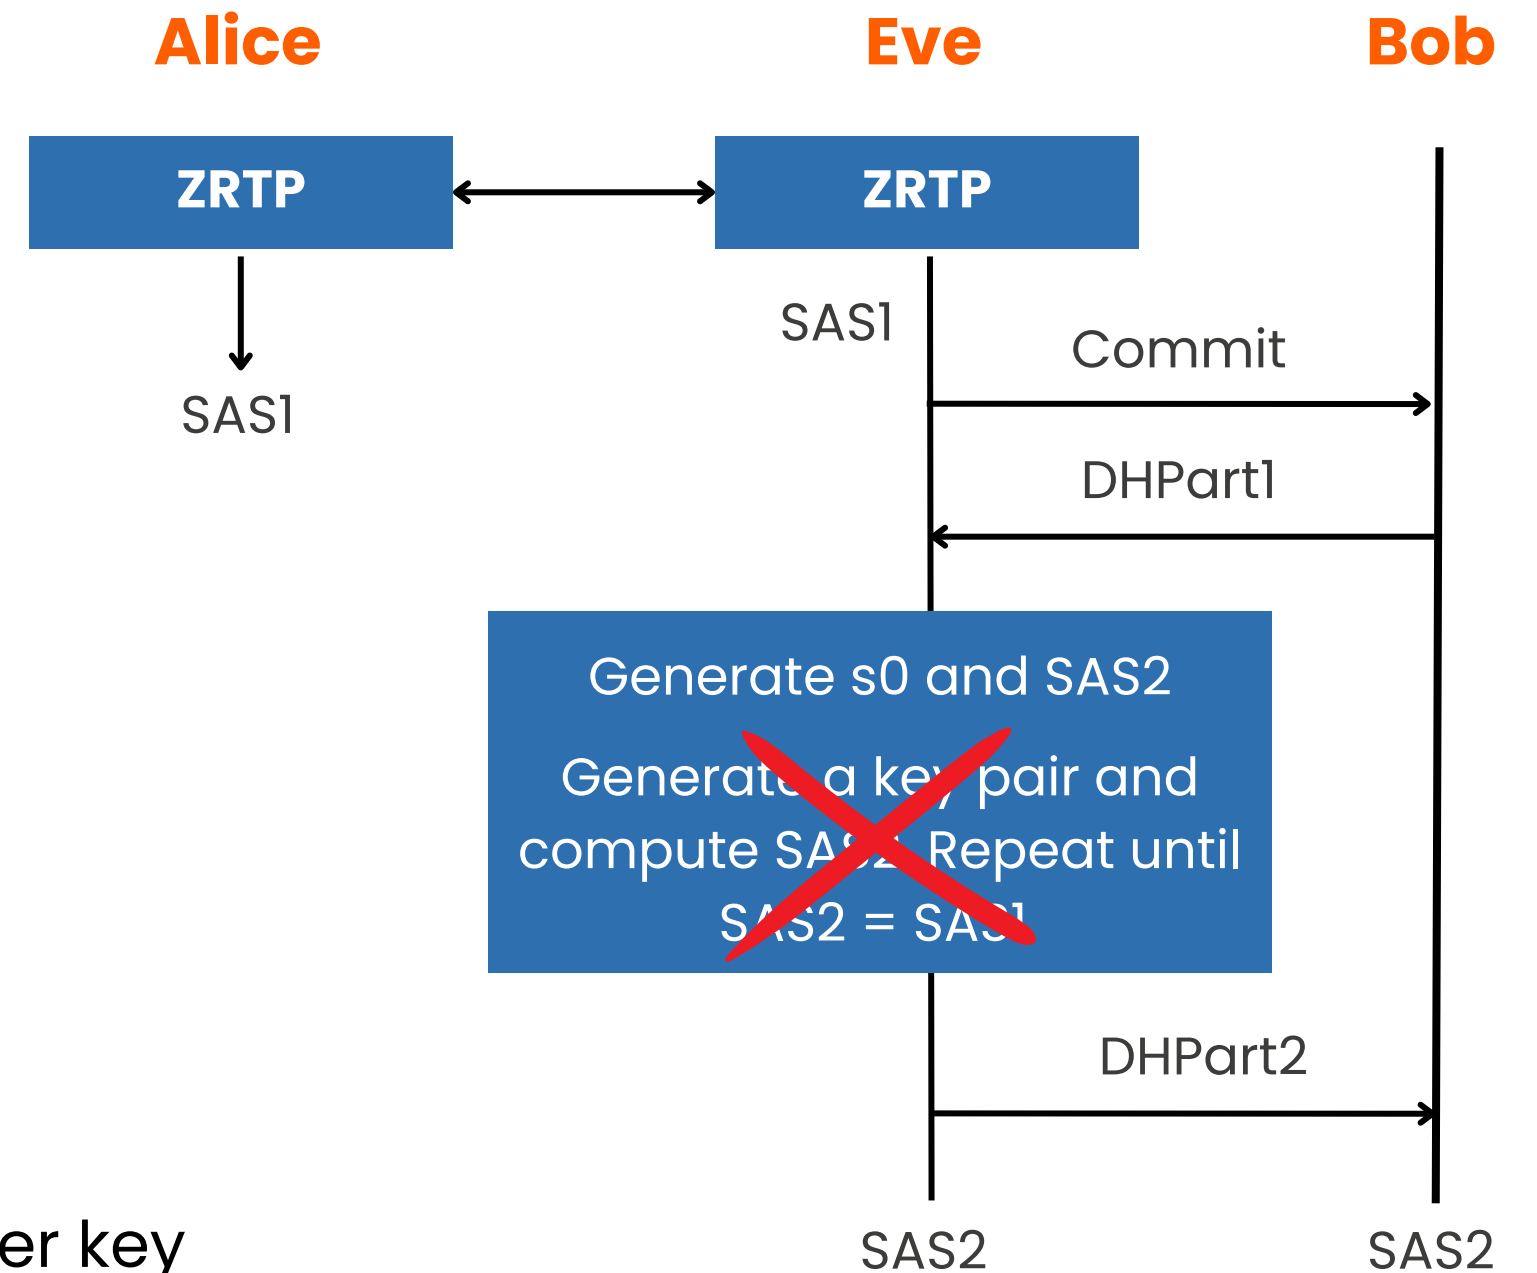 Alice
Eve
Bob
ZRTP
ZRTP
SAS1
Commit
SAS1
DHPart1
Generate s0 and SAS2
Generate a key pair and
compute SAS2. Repeat until
SAS2 = SAS1
DHPart2
er key
SAS2
SAS2